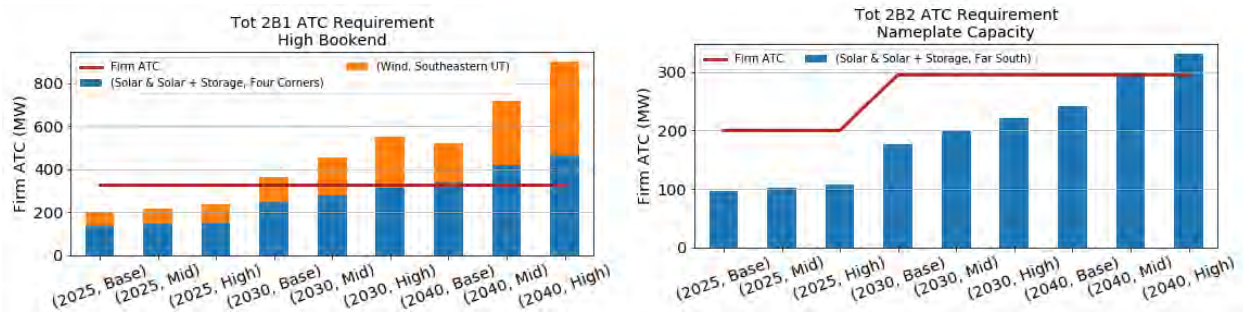 Tot 2B1 ATC Requirement
High Bookend
Firm ATC
(Wind, Southeastern UT)
(Solar & Solar + Storage, Four Corners)
Firm ATC (MW)
800
600
400
200
0
(2025, Base)
(2025, Mid)
(2025, High)
(2030, Base)
(2030, Mid)
(2030, High)
(2040, Base)
(2040, Mid)
(2040, High)
Tot 2B2 ATC Requirement
Nameplate Capacity
Firm ATC
(Solar & Solar + Storage, Far South)
Firm ATC (MW)
300
200
100
0
(2025, Base)
(2025, Mid)
(2025, High)
(2030, Base)
(2030, Mid)
(2030, High)
(2040, Base)
(2040, Mid)
(2040, High)